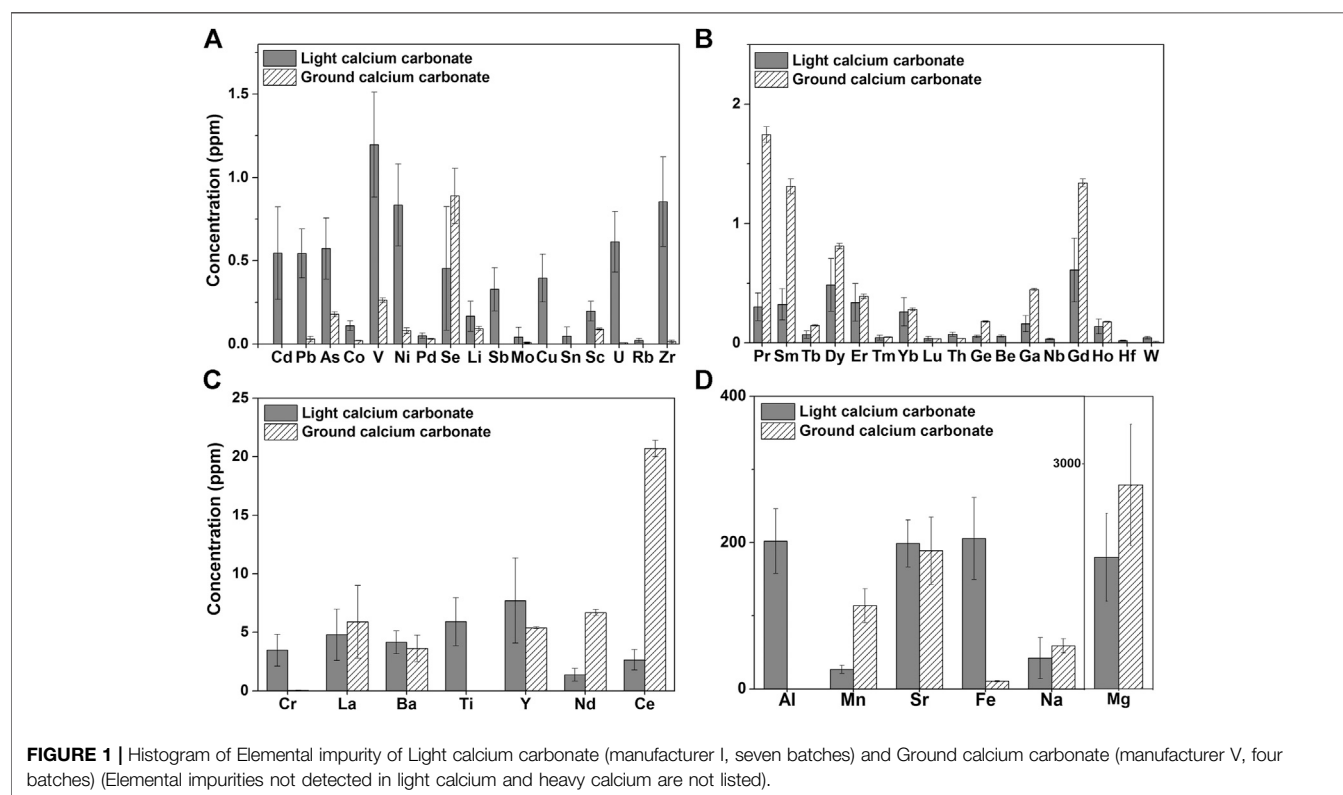 A
Light calcium carbonate
Ground calcium carbonate
Concentration (ppm)
1.5
1.0
0.5
0.0
Cd Pb As Co V Ni Pd Se Li Sb Mo Cu Sn Sc U Rb Zr
B
Light calcium carbonate
Ground calcium carbonate
2
1
0
Pr Sm Tb Dy Er Tm Yb Lu Th Ge Be Ga Nb Gd Ho Hf W
C
Light calcium carbonate
Ground calcium carbonate
Concentration (ppm)
25
20
15
10
5
0
Cr La Ba Ti Y Nd Ce
D
Light calcium carbonate
Ground calcium carbonate
400
200
0
3000
Al Mn Sr Fe Na Mg
FIGURE 1 | Histogram of Elemental impurity of Light calcium carbonate (manufacturer I, seven batches) and Ground calcium carbonate (manufacturer V, four
batches) (Elemental impurities not detected in light calcium and heavy calcium are not listed).